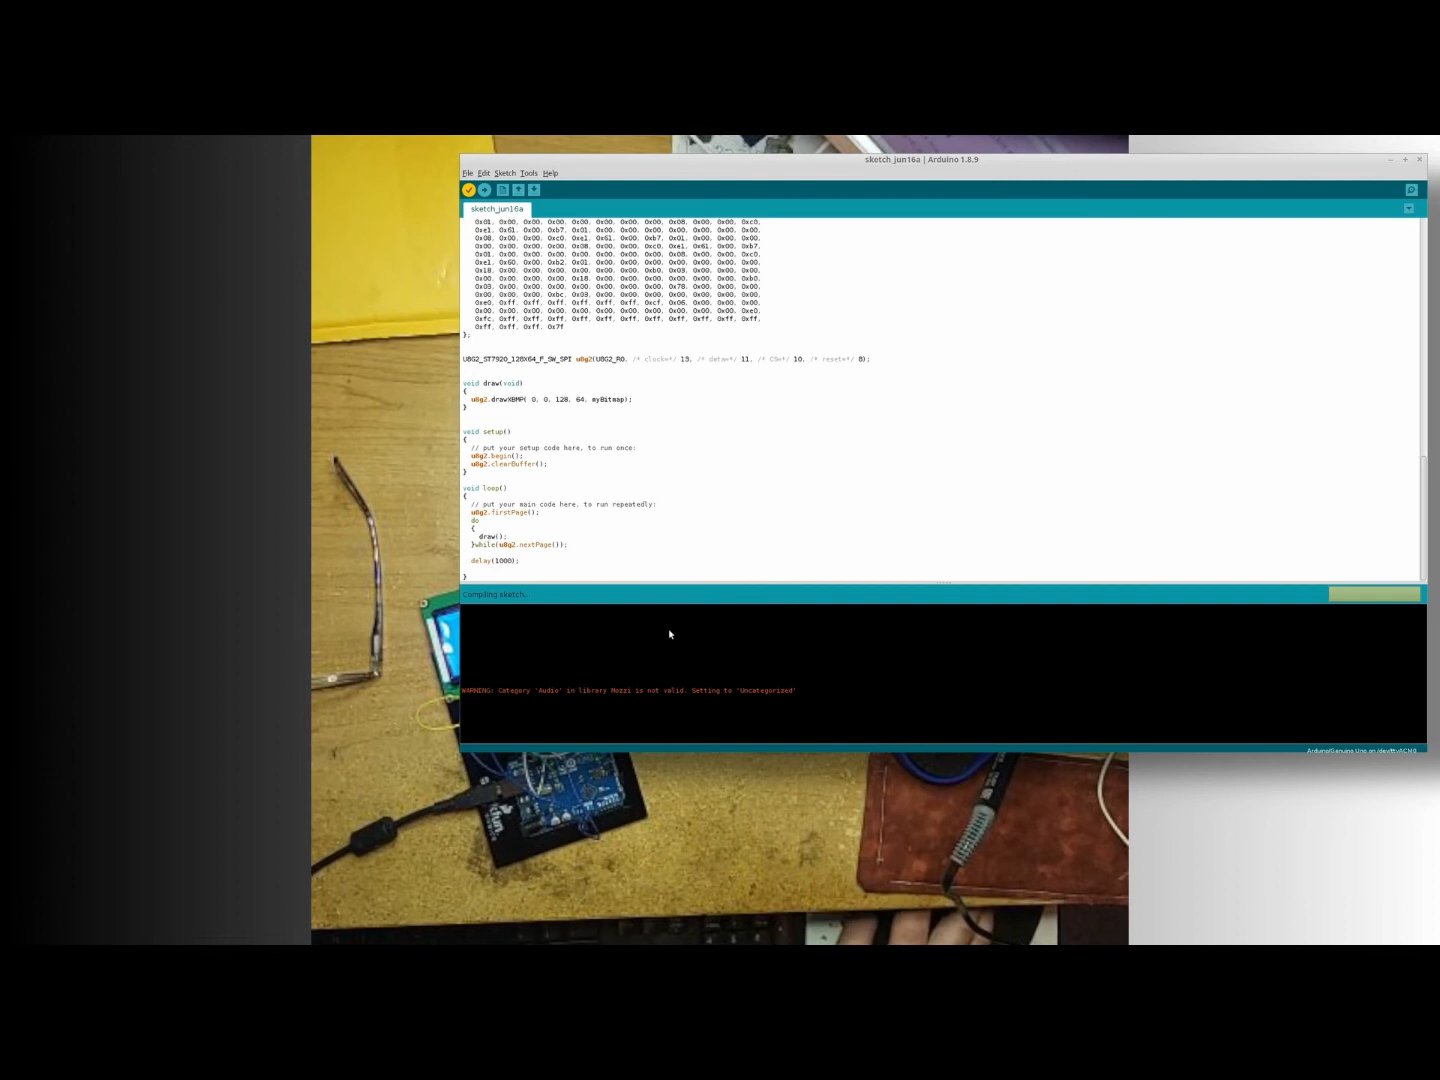 sketch_jun16a | Arduino 1.8.9
File Edit Sketch Tools Help
sketch_jun16a
0x01, 0x00, 0x00, 0x00, 0x00, 0x00, 0x00, 0x00, 0x08, 0x00, 0x00, 0xc0,
0xe1, 0x61, 0x00, 0xb7, 0x01, 0x00, 0x00, 0x00, 0x00, 0x00, 0x00, 0x00,
0x08, 0x00, 0x00, 0xc0, 0xe1, 0x61, 0x00, 0xb7, 0x01, 0x00, 0x00, 0x00,
0x00, 0x00, 0x00, 0x00, 0x08, 0x00, 0x00, 0xc0, 0xe1, 0x61, 0x00, 0xb7,
0x01, 0x00, 0x00, 0x00, 0x00, 0x00, 0x00, 0x00, 0x08, 0x00, 0x00, 0xc0,
0xe1, 0x60, 0x00, 0xb2, 0x01, 0x00, 0x00, 0x00, 0x00, 0x00, 0x00, 0x00,
0x18, 0x00, 0x00, 0x00, 0x00, 0x00, 0x00, 0xb0, 0x03, 0x00, 0x00, 0x00,
0x00, 0x00, 0x00, 0x00, 0x18, 0x00, 0x00, 0x00, 0x00, 0x00, 0x00, 0xb0,
0x03, 0x00, 0x00, 0x00, 0x00, 0x00, 0x00, 0x00, 0x78, 0x00, 0x00, 0x00,
0x00, 0x00, 0x00, 0xbc, 0x03, 0x00, 0x00, 0x00, 0x00, 0x00, 0x00, 0x00,
0xe0, 0xff, 0xff, 0xff, 0xff, 0xff, 0xff, 0xcf, 0x06, 0x00, 0x00, 0x00,
0x00, 0x00, 0x00, 0x00, 0x00, 0x00, 0x00, 0x00, 0x00, 0x00, 0x00, 0xe0,
0xfc, 0xff, 0xff, 0xff, 0xff, 0xff, 0xff, 0xff, 0xff, 0xff, 0xff, 0xff,
0xff, 0xff, 0xff, 0x7f
};
U8G2_ST7920_128X64_F_SW_SPI u8g2(U8G2_R0, /* clock=*/ 13, /* data=*/ 11, /* CS=*/ 10, /* reset=*/ 8);
void draw(void)
{
u8g2.drawXBMP( 0, 0, 128, 64, myBitmap);
}
void setup()
{
// put your setup code here, to run once:
u8g2.begin();
u8g2.clearBuffer();
}
void loop()
{
// put your main code here, to run repeatedly:
u8g2.firstPage();
do
{
draw();
}while(u8g2.nextPage());
delay(1000);
}
Compiling sketch...
WARNING: Category 'Audio' in library Mozzi is not valid. Setting to 'Uncategorized'
Arduino/Genuino Uno on /dev/ttyACM0